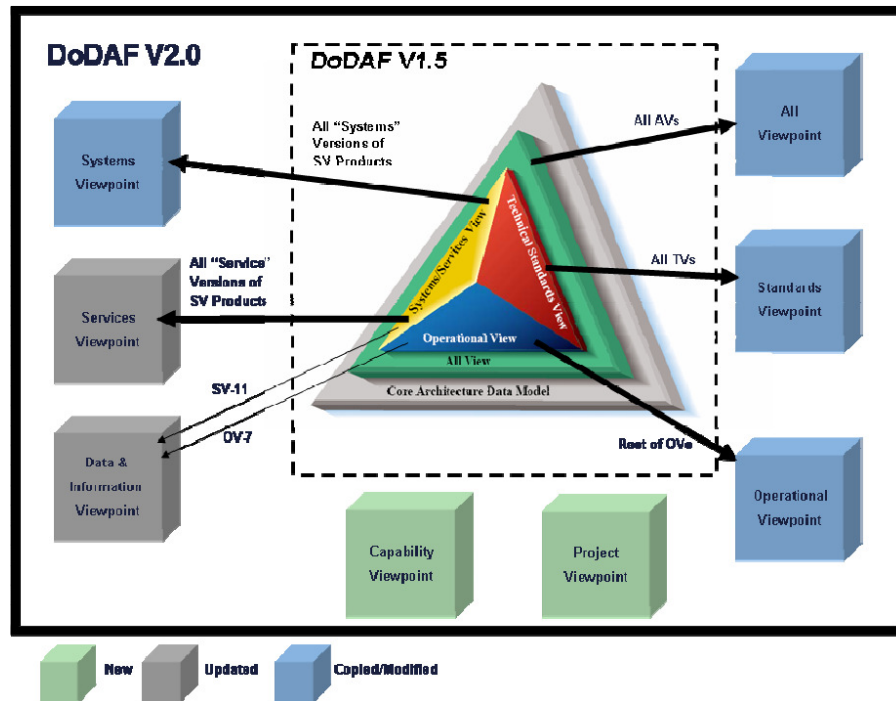 DoDAF V2.0
DoDAF V1.5
All "Systems"
Versions of
SV Products
All AVs
All
Viewpoint
Systems
Viewpoint
Systems/Services View
Technical Standards View
All "Service"
Versions of
SV Products
All TVs
Standards
Viewpoint
Services
Viewpoint
Operational View
All View
Core Architecture Data Model
SV-11
OV-7
Rest of OVs
Data &
Information
Viewpoint
Operational
Viewpoint
Capability
Viewpoint
Project
Viewpoint
New
Updated
Copied/Modified